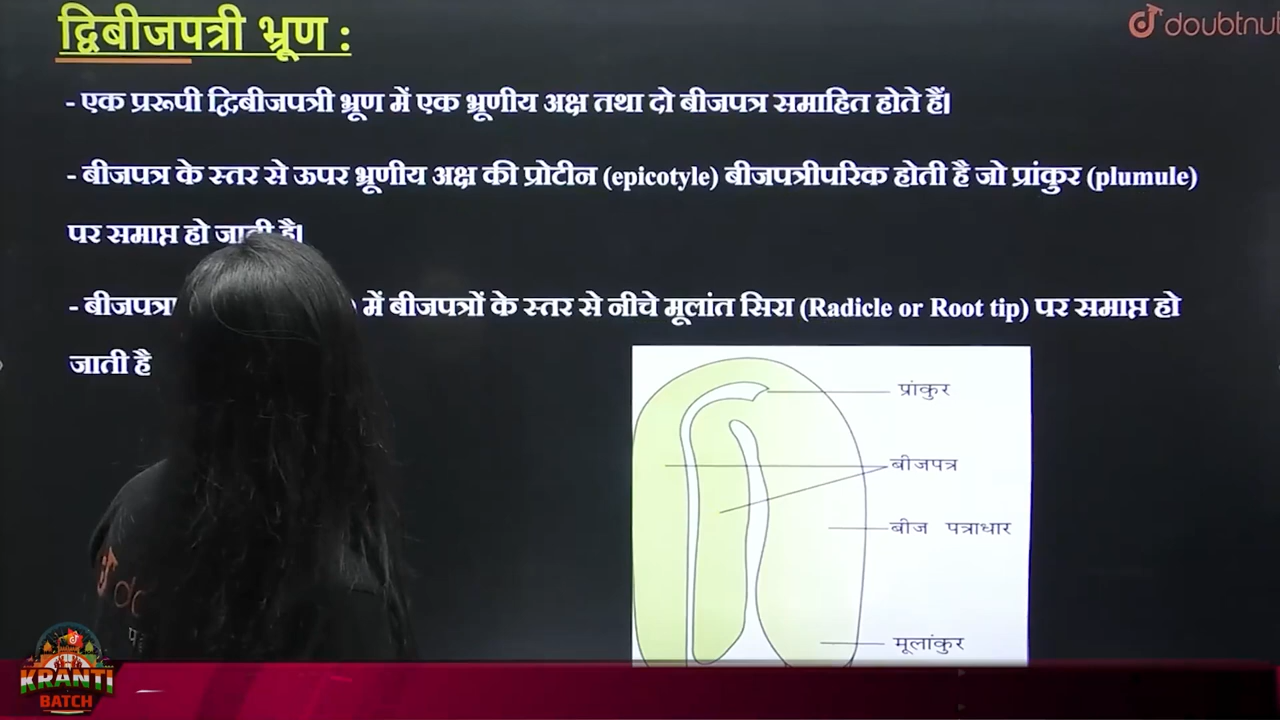 द्विबीजपत्री भ्रूण :
doubtnut
- एक प्ररूपी द्विबीजपत्री भ्रूण में एक भ्रूणीय अक्ष तथा दो बीजपत्र समाहित होते हैं।
- बीजपत्र के स्तर से ऊपर भ्रूणीय अक्ष की प्रोटीन (epicotyle) बीजपत्रीपरिक होती है जो प्रांकुर (plumule)
पर समाप्त हो जाती है।
- बीजपत्रा ) में बीजपत्रों के स्तर से नीचे मूलांत सिरा (Radicle or Root tip) पर समाप्त हो
जाती है
प्रांकुर
बीजपत्र
बीज पत्राधार
मूलांकुर
KRANTI
BATCH